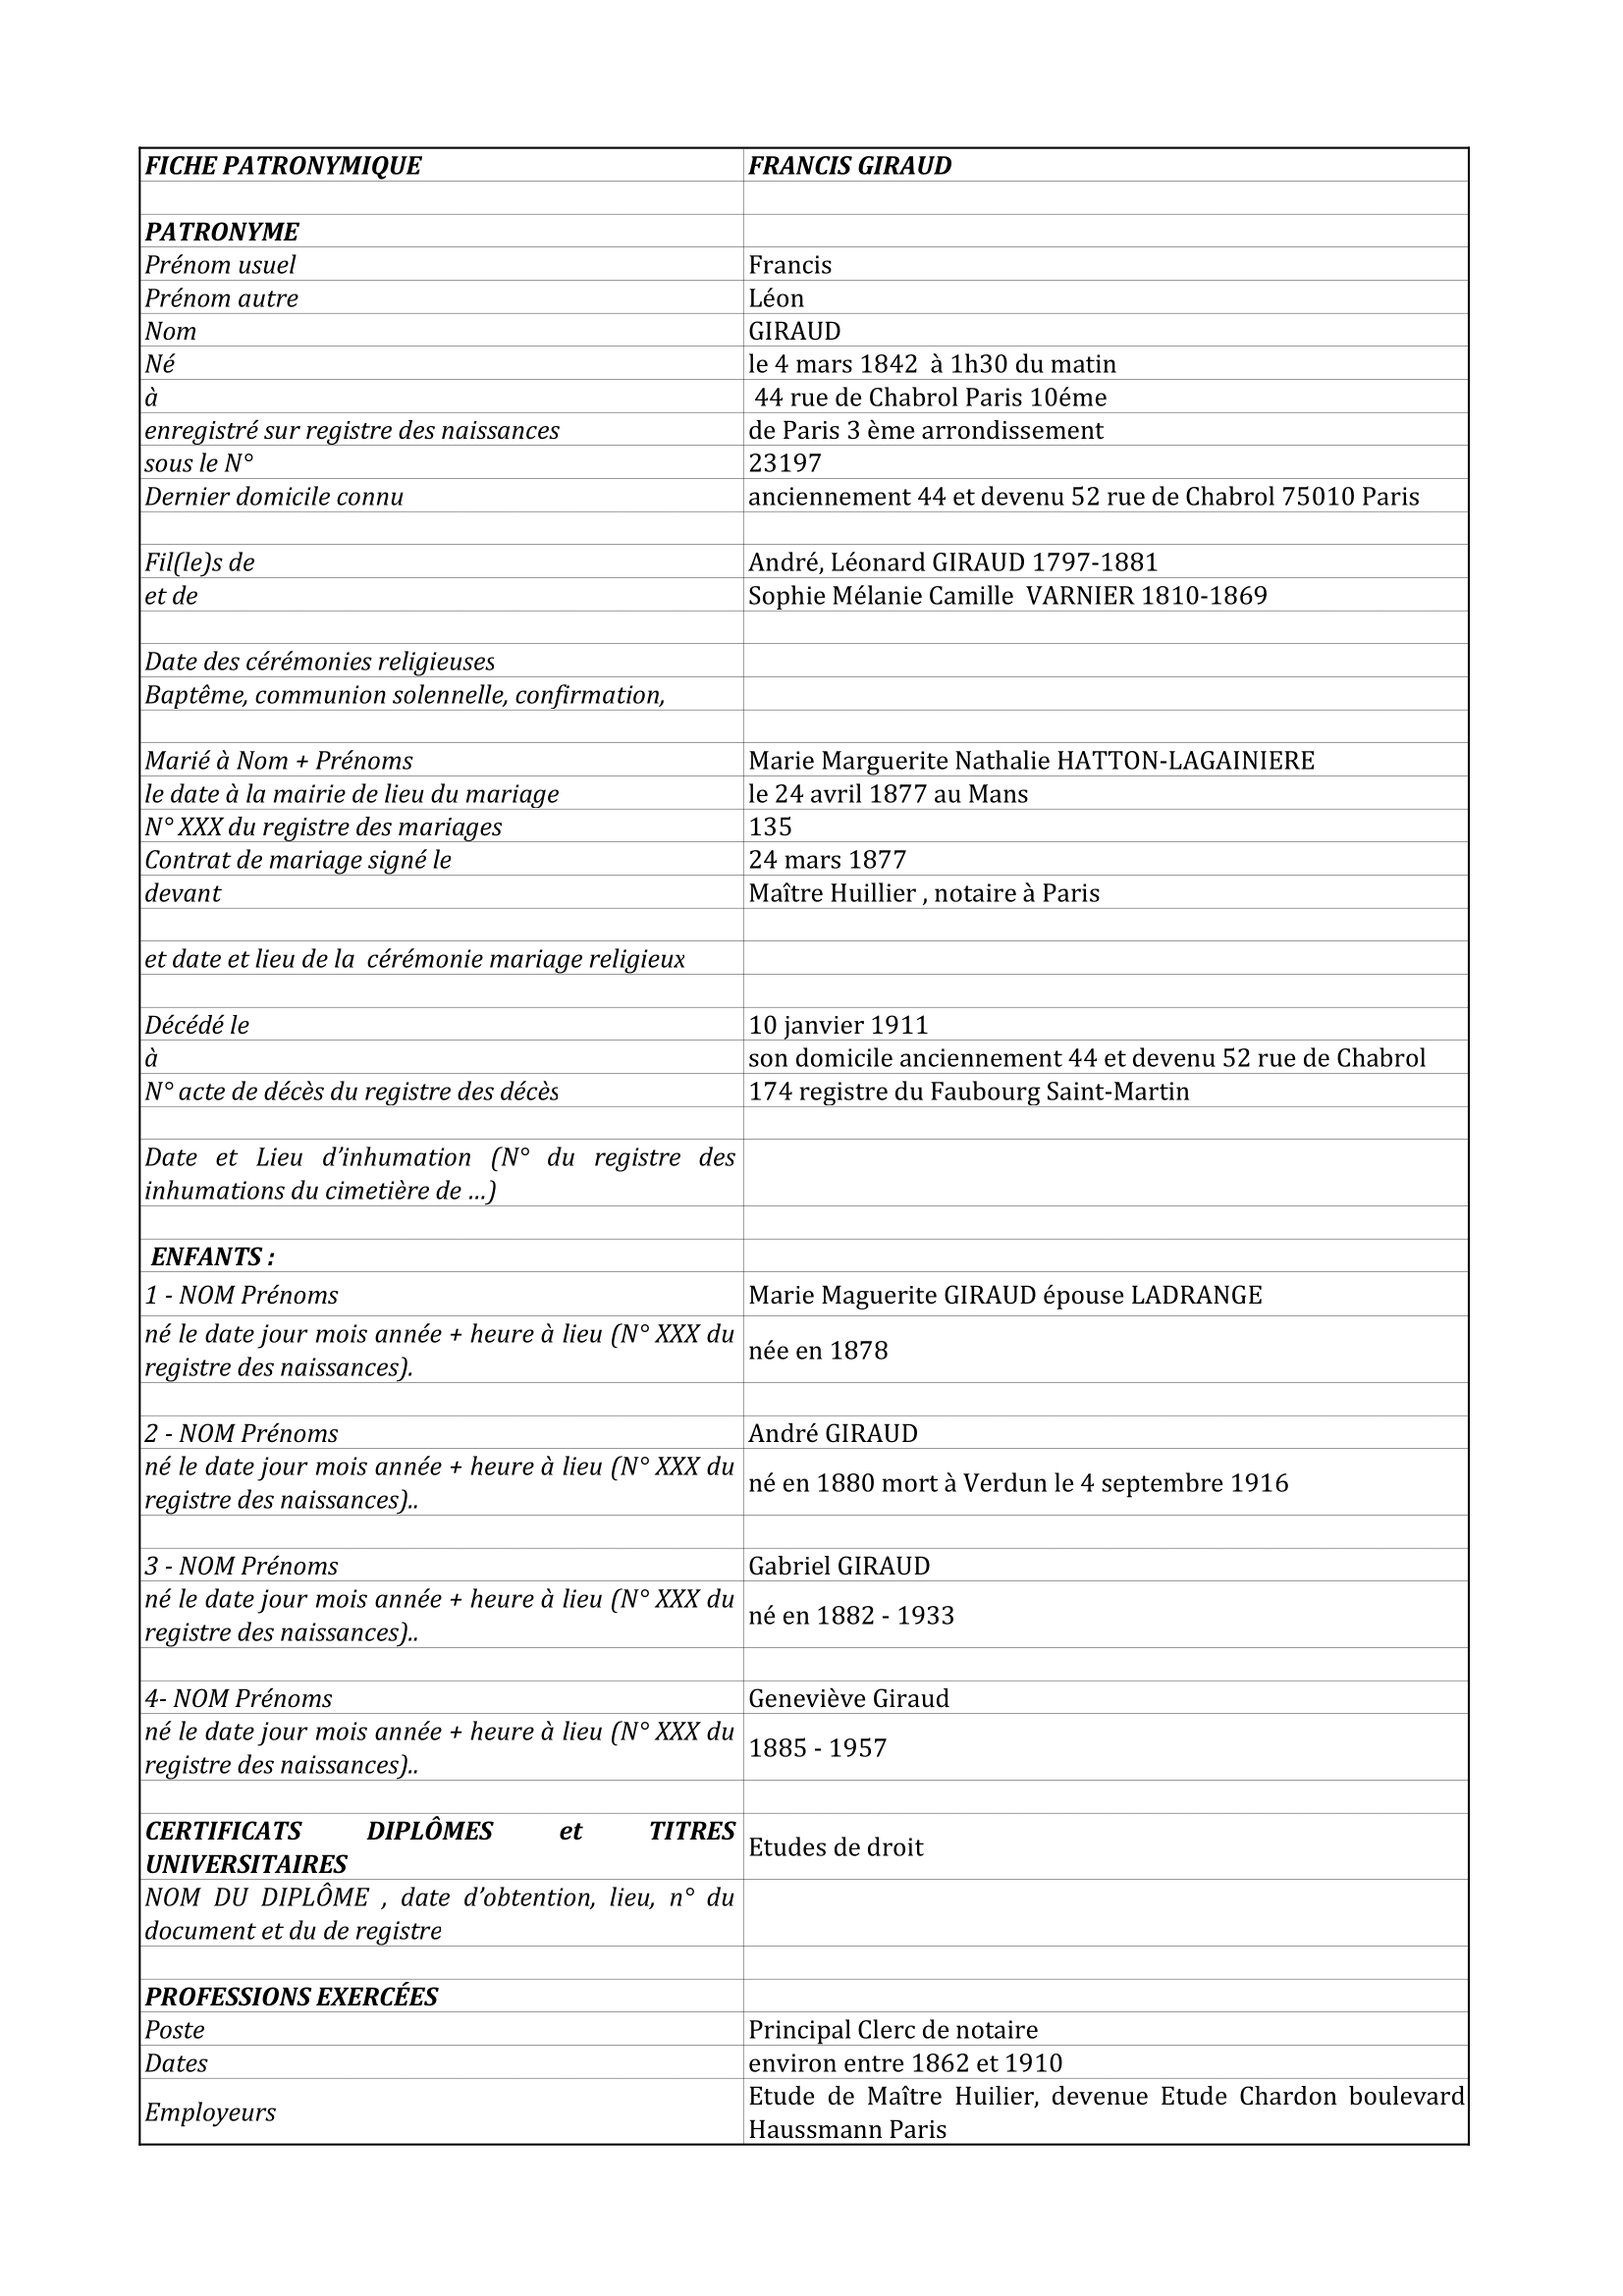 FICHE PATRONYMIQUE FRANCIS GIRAUD
PATRONYME
Prénom usuel Francis
Prénom autre Léon
Nom GIRAUD
Né le 4 mars 1842 à 1h30 du matin
à 44 rue de Chabrol Paris 10éme
enregistré sur registre des naissances de Paris 3 ème arrondissement
sous le N° 23197
Dernier domicile connu anciennement 44 et devenu 52 rue de Chabrol 75010 Paris
Fil(le)s de André, Léonard GIRAUD 1797-1881
et de Sophie Mélanie Camille VARNIER 1810-1869
Date des cérémonies religieuses
Baptême, communion solennelle, confirmation,
Marié à Nom + Prénoms Marie Marguerite Nathalie HATTON-LAGAINIERE
le date à la mairie de lieu du mariage le 24 avril 1877 au Mans
N° XXX du registre des mariages 135
Contrat de mariage signé le 24 mars 1877
devant Maître Huillier , notaire à Paris
et date et lieu de la cérémonie mariage religieux
Décédé le 10 janvier 1911
à son domicile anciennement 44 et devenu 52 rue de Chabrol
N° acte de décès du registre des décès 174 registre du Faubourg Saint-Martin
Date et Lieu d'inhumation (N° du registre des
inhumations du cimetière de ...)
ENFANTS :
1 - NOM Prénoms Marie Maguerite GIRAUD épouse LADRANGE
né le date jour mois année + heure à lieu (N° XXX du
registre des naissances).
née en 1878
2 - NOM Prénoms André GIRAUD
né le date jour mois année + heure à lieu (N° XXX du
registre des naissances)..
né en 1880 mort à Verdun le 4 septembre 1916
3 - NOM Prénoms Gabriel GIRAUD
né le date jour mois année + heure à lieu (N° XXX du
registre des naissances)..
né en 1882 - 1933
4- NOM Prénoms Geneviève Giraud
né le date jour mois année + heure à lieu (N° XXX du
registre des naissances)..
1885 - 1957
CERTIFICATS DIPLÔMES et TITRES
UNIVERSITAIRES
Etudes de droit
NOM DU DIPLÔME , date d'obtention, lieu, n° du
document et du de registre
PROFESSIONS EXERCÉES
Poste Principal Clerc de notaire
Dates environ entre 1862 et 1910
Employeurs
Etude de Maître Huilier, devenue Etude Chardon boulevard
Haussmann Paris